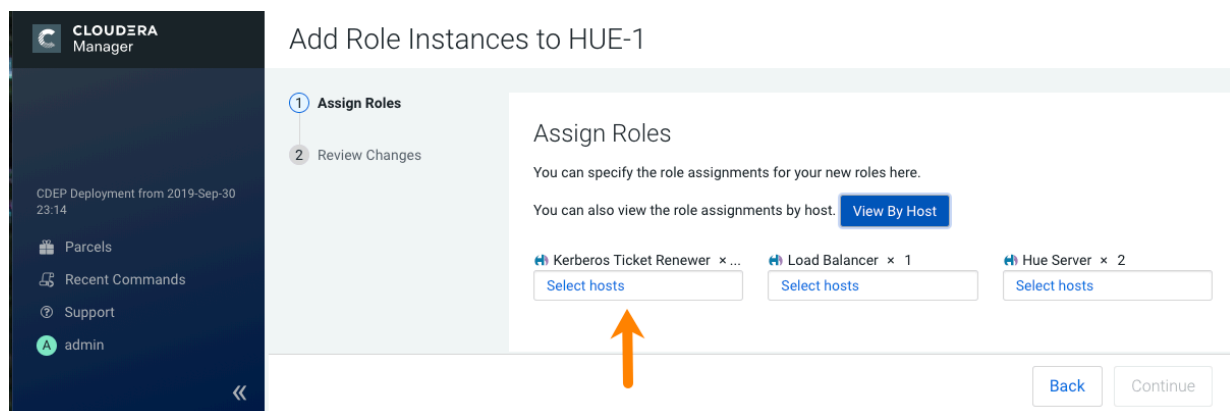 CLOUDERA
Manager
CDEP Deployment from 2019-Sep-30
23:14
Parcels
Recent Commands
Support
A admin
Add Role Instances to HUE-1
1 Assign Roles
2 Review Changes
Assign Roles
You can specify the role assignments for your new roles here.
You can also view the role assignments by host. View By Host
Kerberos Ticket Renewer × ...
Select hosts
Load Balancer × 1
Select hosts
Hue Server × 2
Select hosts
Back
Continue